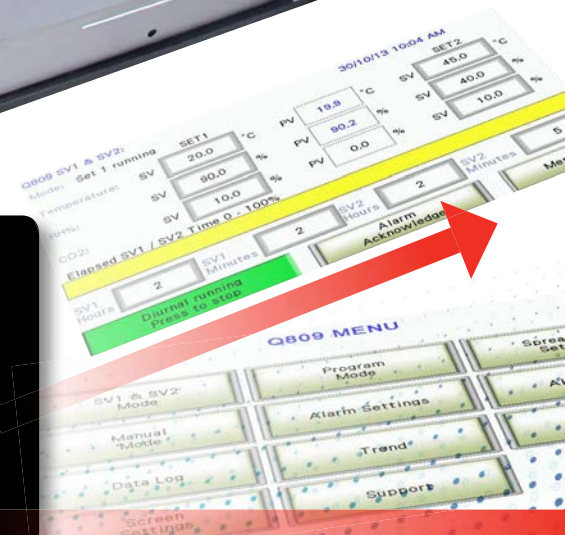 30/10/13 10:04 AM
Q809 SV1 & SV2:
SET1
SET2
Mode: Set 1 running
Temperature: SV 20.0 °C PV 19.9 °C SV 45.0 °C
RH%: SV 90.0 % PV 90.2 % SV 40.0 %
CO2: SV 10.0 % PV 0.0 % SV 10.0 %
Elapsed SV1 / SV2 Time 0 - 100%
SV1 Hours 2 SV1 Minutes 2 SV2 Hours 2 SV2 Minutes 5
Diurnal running
Press to stop
Alarm
Acknowledge
Q809 MENU
SV1 & SV2
Mode
Program
Mode
Manual
Mode
Alarm Settings
Data Log
Trend
Screen
Settings
Support